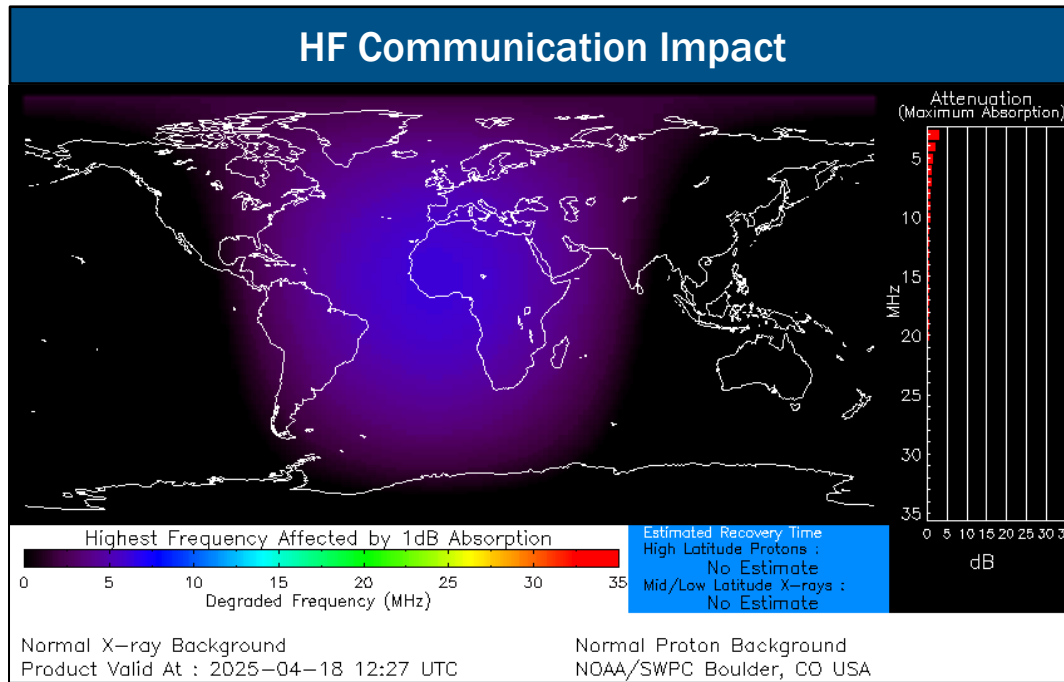 HF Communication Impact
Attenuation
(Maximum Absorption)
5
10
15
20
25
30
35
MHz
0 5 10 15 20 25 30 3
dB
Highest Frequency Affected by 1dB Absorption
0 5 10 15 20 25 30 35
Degraded Frequency (MHz)
Estimated Recovery Time
High Latitude Protons :
No Estimate
Mid/Low Latitude X-rays :
No Estimate
Normal X-ray Background
Product Valid At : 2025-04-18 12:27 UTC
Normal Proton Background
NOAA/SWPC Boulder, CO USA